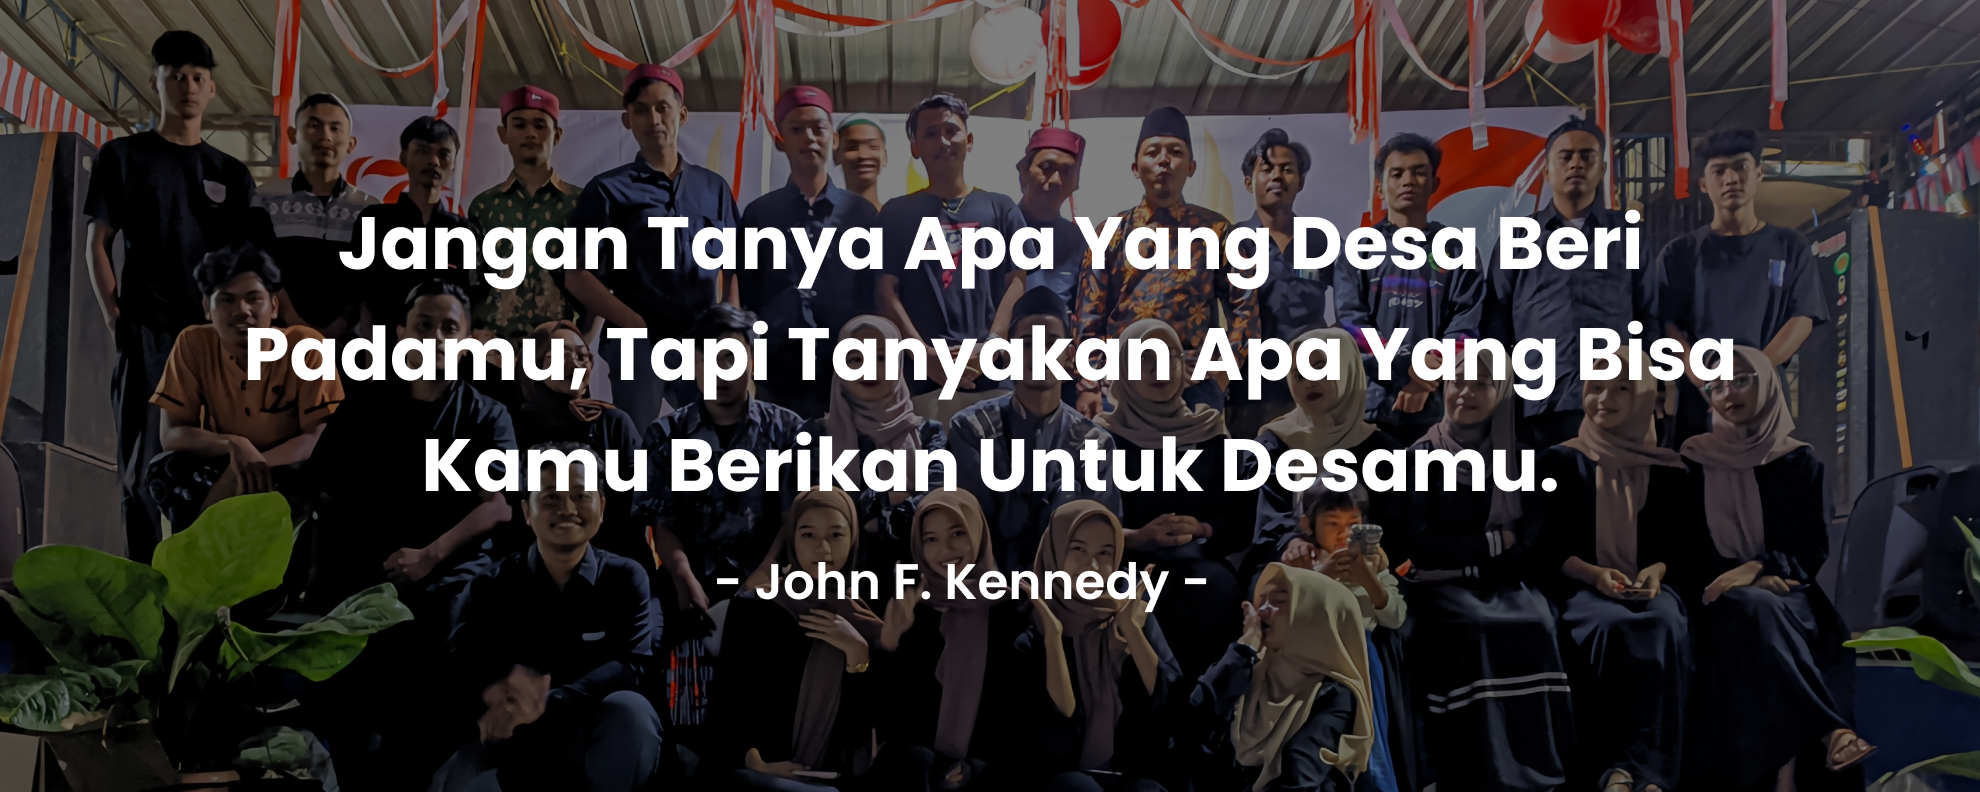 Jangan Tanya Apa Yang Desa Beri
Padamu, Tapi Tanyakan Apa Yang Bisa
Kamu Berikan Untuk Desamu.
- John F. Kennedy -